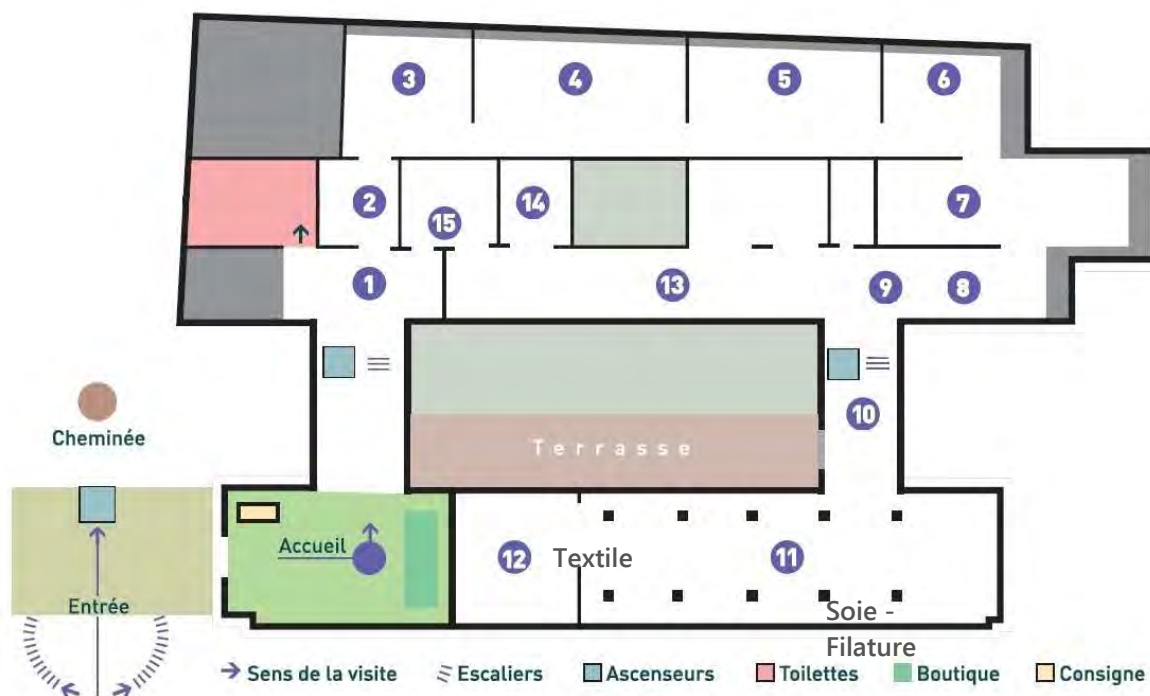 3
4
5
6
2
15
14
7
1
13
9
8
10
Cheminée
Terrasse
Accueil
12
Textile
11
Entrée
Soie -
Filature
Sens de la visite
Escaliers
Ascenseurs
Toilettes
Boutique
Consigne